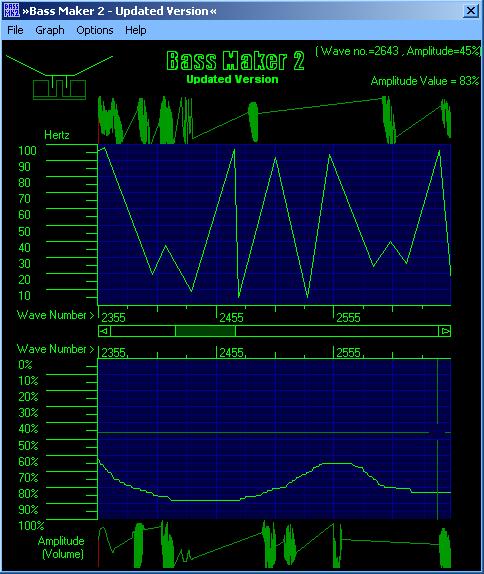 »Bass Maker 2 - Updated Version«
File Graph Options Help
Bass Maker 2
Updated Version
( Wave no.=2643 , Amplitude=45%)
Amplitude Value = 83%
Hertz
100
90
80
70
60
50
40
30
20
10
Wave Number > 2355 2455 2555
Wave Number > 2355 2455 2555
0%
10%
20%
30%
40%
50%
60%
70%
80%
90%
100%
Amplitude
(Volume)